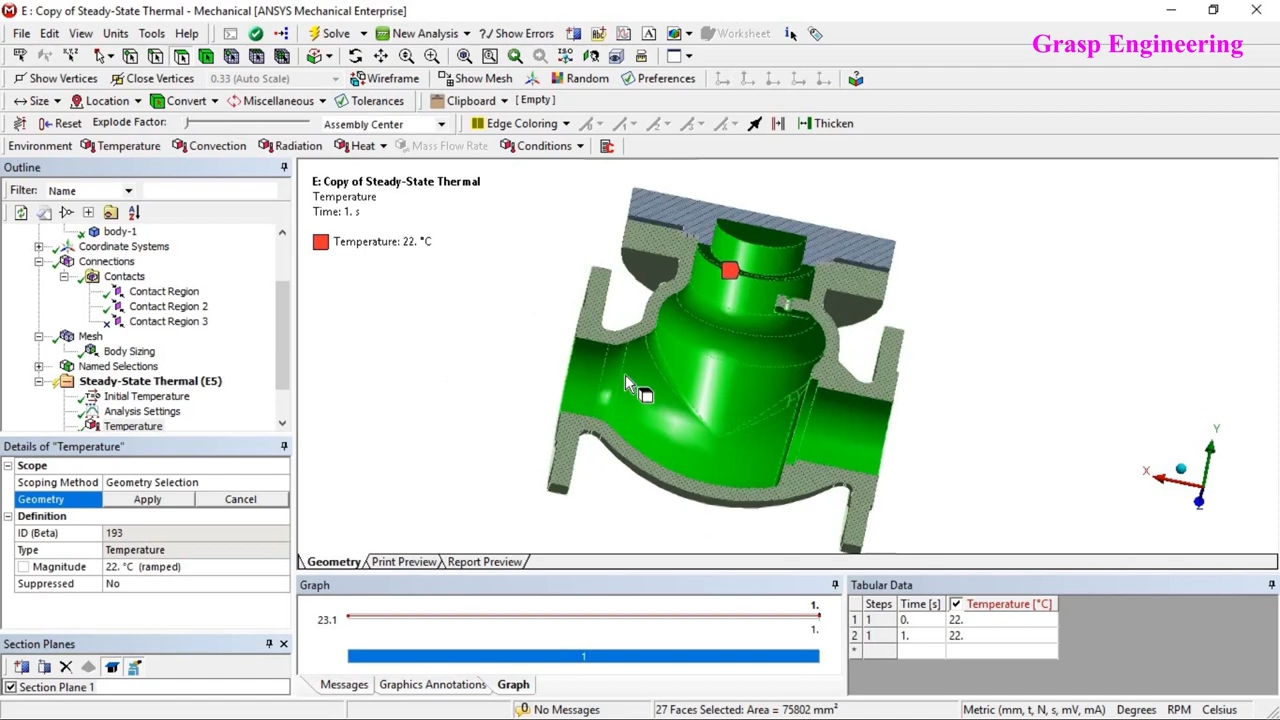 E : Copy of Steady-State Thermal - Mechanical [ANSYS Mechanical Enterprise]
File Edit View Units Tools Help Solve New Analysis ?/ Show Errors Worksheet
Grasp Engineering
Show Vertices Close Vertices 0.33 (Auto Scale) Wireframe Show Mesh Random Preferences
Size Location Convert Miscellaneous Tolerances Clipboard [ Empty ]
Reset Explode Factor: Assembly Center Edge Coloring Thicken
Environment Temperature Convection Radiation Heat Mass Flow Rate Conditions
Outline
Filter: Name
body-1
Coordinate Systems
Connections
Contacts
Contact Region
Contact Region 2
Contact Region 3
Mesh
Body Sizing
Named Selections
Steady-State Thermal (E5)
Initial Temperature
Analysis Settings
Temperature
Details of "Temperature"
Scope
Scoping Method Geometry Selection
Geometry Apply Cancel
Definition
ID (Beta) 193
Type Temperature
Magnitude 22. °C (ramped)
Suppressed No
Section Planes
Section Plane 1
E: Copy of Steady-State Thermal
Temperature
Time: 1. s
Temperature: 22. °C
Y
X
Z
Geometry Print Preview Report Preview
Graph
1.
23.1
1.
1
Messages Graphics Annotations Graph
Tabular Data
Steps Time [s] Temperature [°C]
1 1 0. 22.
2 1 1. 22.
*
0 No Messages 27 Faces Selected: Area = 75802 mm² Metric (mm, t, N, s, mV, mA) Degrees RPM Celsius